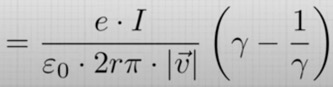 = \frac{e \cdot I}{\varepsilon_0 \cdot 2r\pi \cdot |\vec{v}|} \left( \gamma - \frac{1}{\gamma} \right)